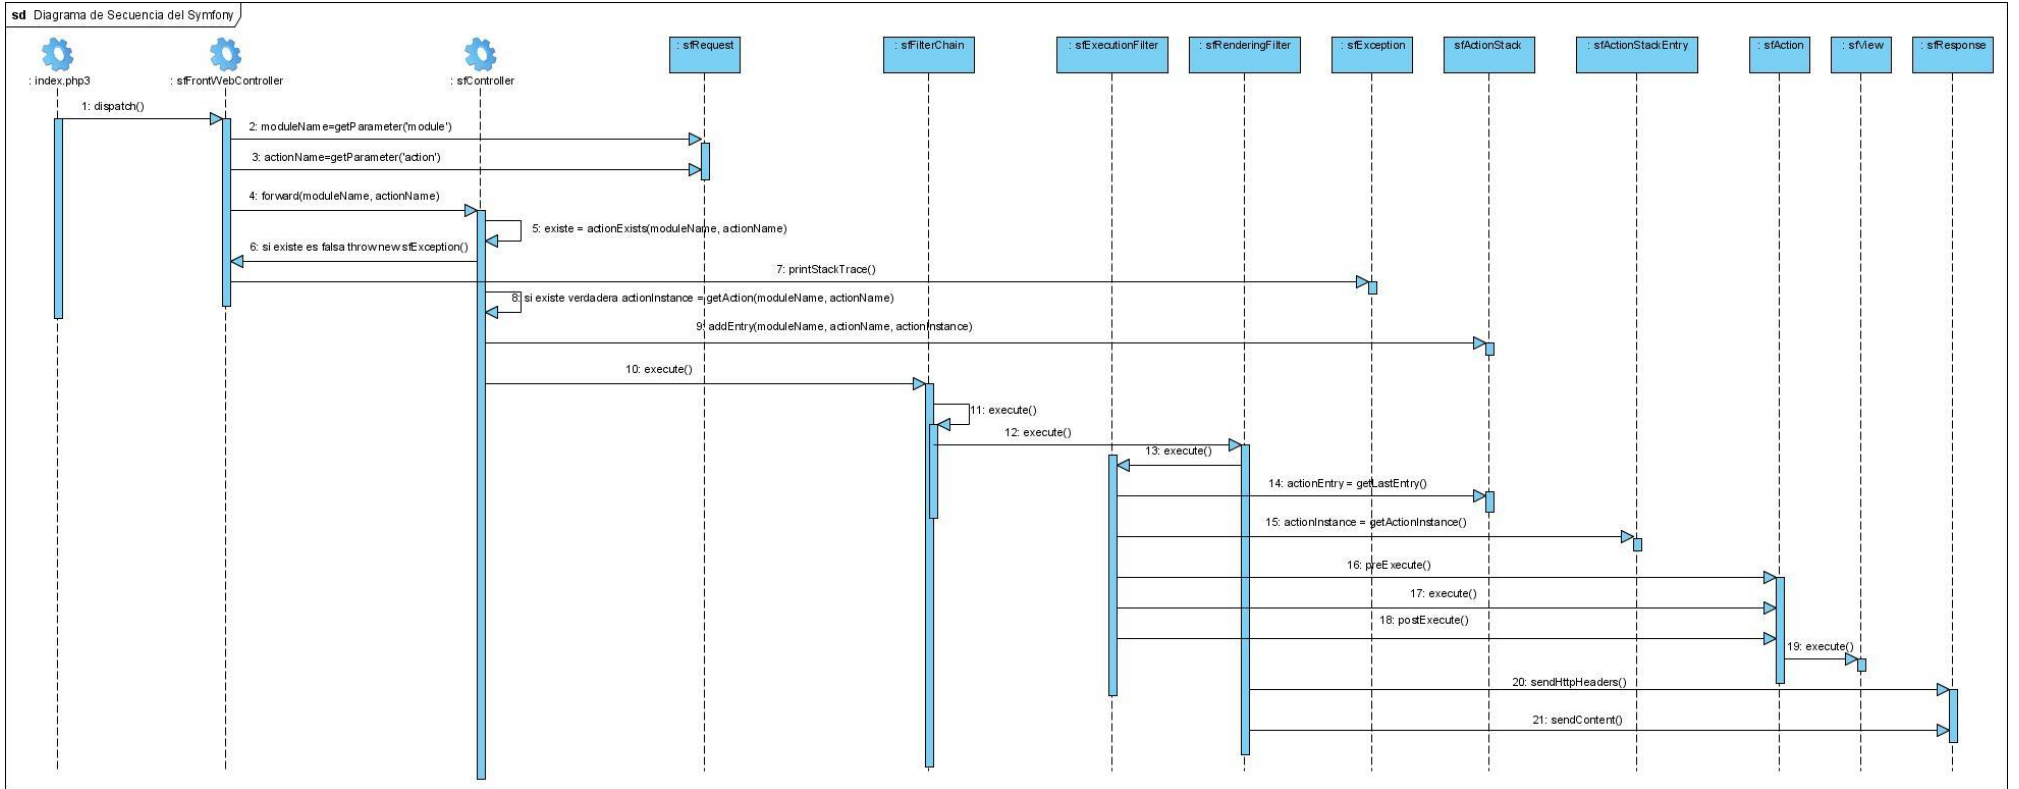 sd Diagrama de Secuencia del Symfony
: index.php3
: sfFrontWebController
: sfController
: sfRequest
: sfFilterChain
: sfExecutionFilter
: sfRenderingFilter
: sfException
sfActionStack
: sfActionStackEntry
: sfAction
: sfView
: sfResponse
1: dispatch()
2: moduleName=getParameter('module')
3: actionName=getParameter('action')
4: forward(moduleName, actionName)
5: existe = actionExists(moduleName, actionName)
6: si existe es falsa throw new sfException()
7: printStackTrace()
8: si existe verdadera actionInstance = getAction(moduleName, actionName)
9: addEntry(moduleName, actionName, actionInstance)
10: execute()
11: execute()
12: execute()
13: execute()
14: actionEntry = getLastEntry()
15: actionInstance = getActionInstance()
16: preExecute()
17: execute()
18: postExecute()
19: execute()
20: sendHttpHeaders()
21: sendContent()